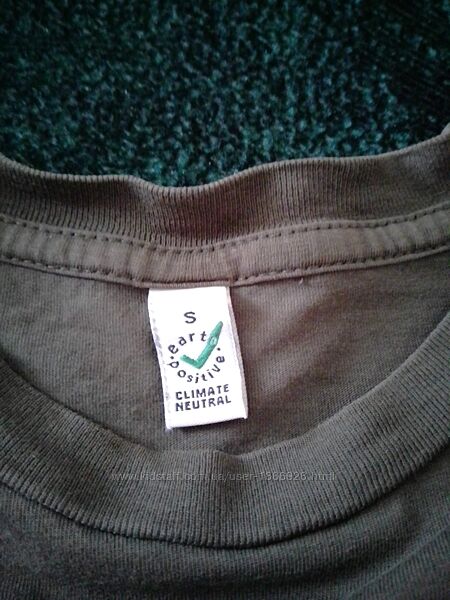 S
earth
positive
CLIMATE
NEUTRAL